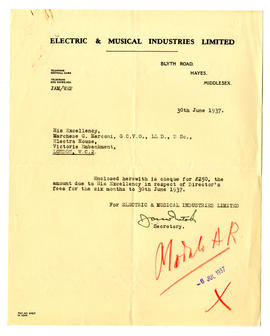 ELECTRIC & MUSICAL INDUSTRIES LIMITED
BLYTH ROAD,
HAYES,
MIDDLESEX.
30th June 1937.
His Excellency,
Marchese G. Marconi, G C.V.O., LL D., D Sc.,
Electra House,
Victoria Embankment,
LONDON, W.C.2.
Enclosed herewith is cheque for £250, the
amount due to His Excellency in respect of Director's
fees for the six months to 30th June 1937.
For ELECTRIC & MUSICAL INDUSTRIES LIMITED
Secretary.
A.R.
JUL 1937
X